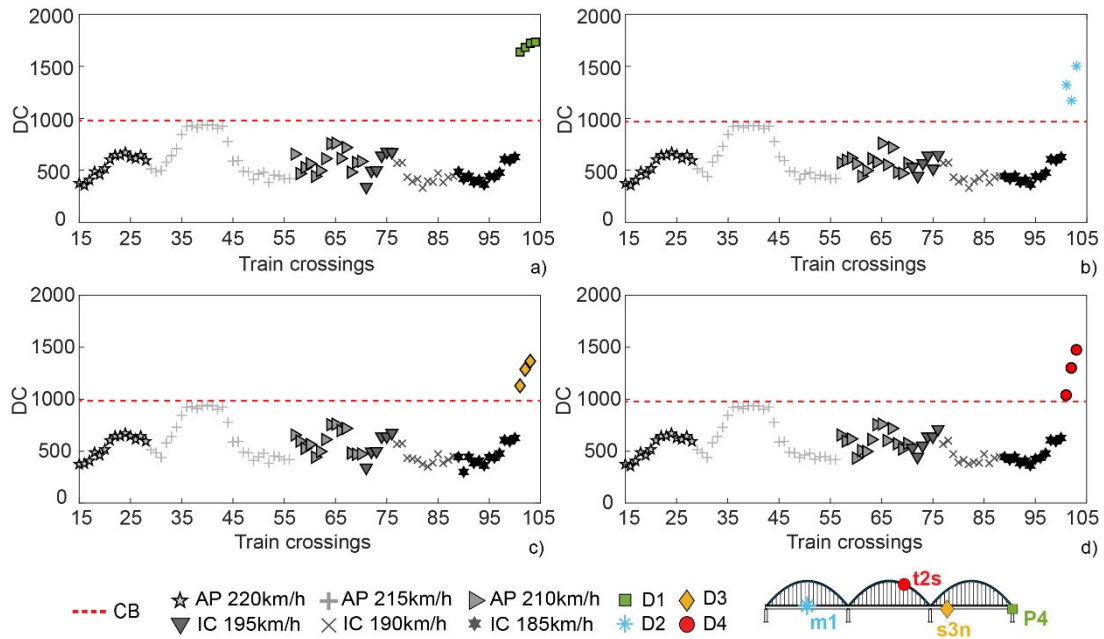 2000
1500
1000
500
0
DC
15 25 35 45 55 65 75 85 95 105
Train crossings
a)
2000
1500
1000
500
0
DC
15 25 35 45 55 65 75 85 95 105
Train crossings
b)
2000
1500
1000
500
0
DC
15 25 35 45 55 65 75 85 95 105
Train crossings
c)
2000
1500
1000
500
0
DC
15 25 35 45 55 65 75 85 95 105
Train crossings
d)
CB AP 220km/h AP 215km/h AP 210km/h D1 D3
IC 195km/h IC 190km/h IC 185km/h D2 D4
t2s
m1
s3n
P4